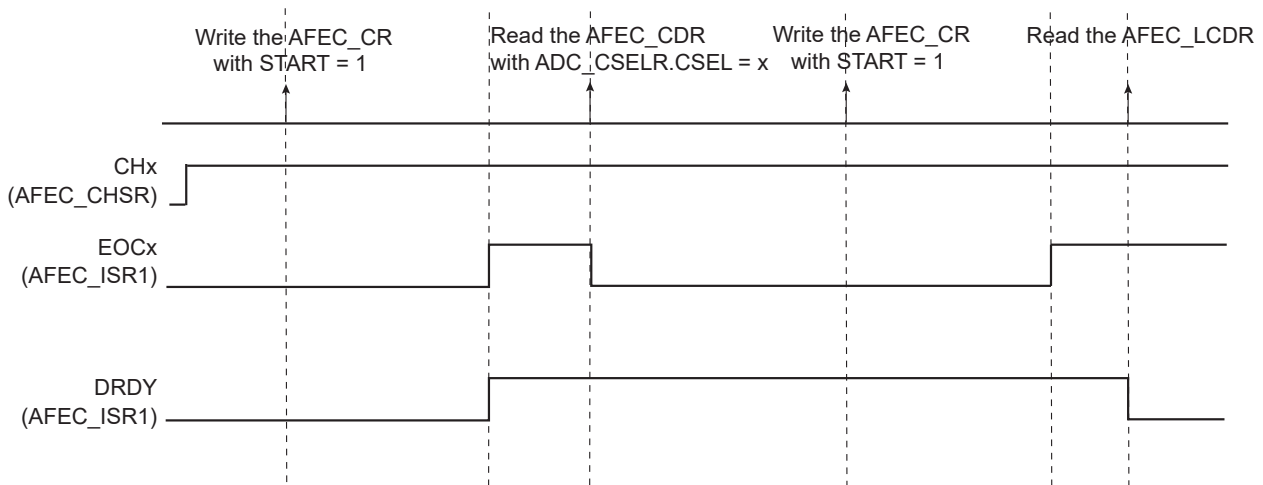 Write the AFEC_CR
with START = 1
Read the AFEC_CDR
with ADC_CSELR.CSEL = x
Write the AFEC_CR
with START = 1
Read the AFEC_LCDR
CHx
(AFEC_CHSR)
EOCx
(AFEC_ISR1)
DRDY
(AFEC_ISR1)